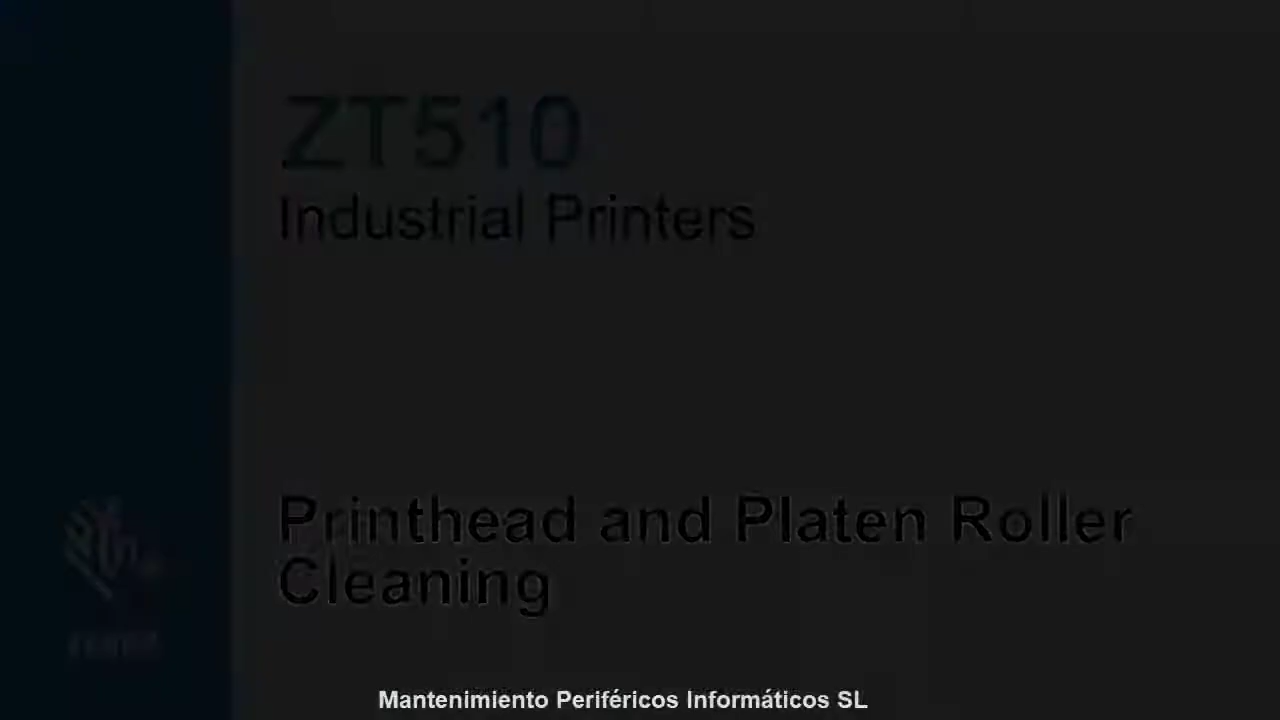 ZT510
Industrial Printers
Printhead and Platen Roller
Cleaning
Mantenimiento Periféricos Informáticos SL